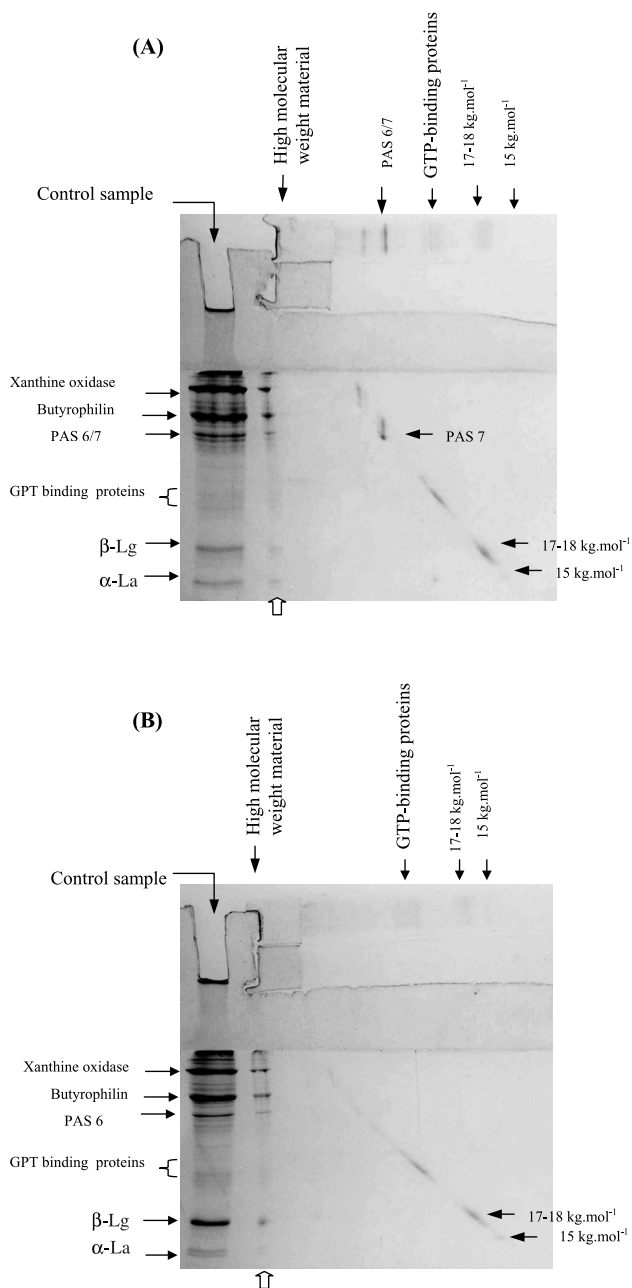 (A)
High molecular
weight material
PAS 6/7
GTP-binding proteins
17-18 kg.mol-1
15 kg.mol-1
Control sample
Xanthine oxidase
Butyrophilin
PAS 6/7
PAS 7
GPT binding proteins
β-Lg
17-18 kg.mol-1
α-La
15 kg.mol-1
(B)
High molecular
weight material
GTP-binding proteins
17-18 kg.mol-1
15 kg.mol-1
Control sample
Xanthine oxidase
Butyrophilin
PAS 6
GPT binding proteins
β-Lg
17-18 kg.mol-1
α-La
15 kg.mol-1